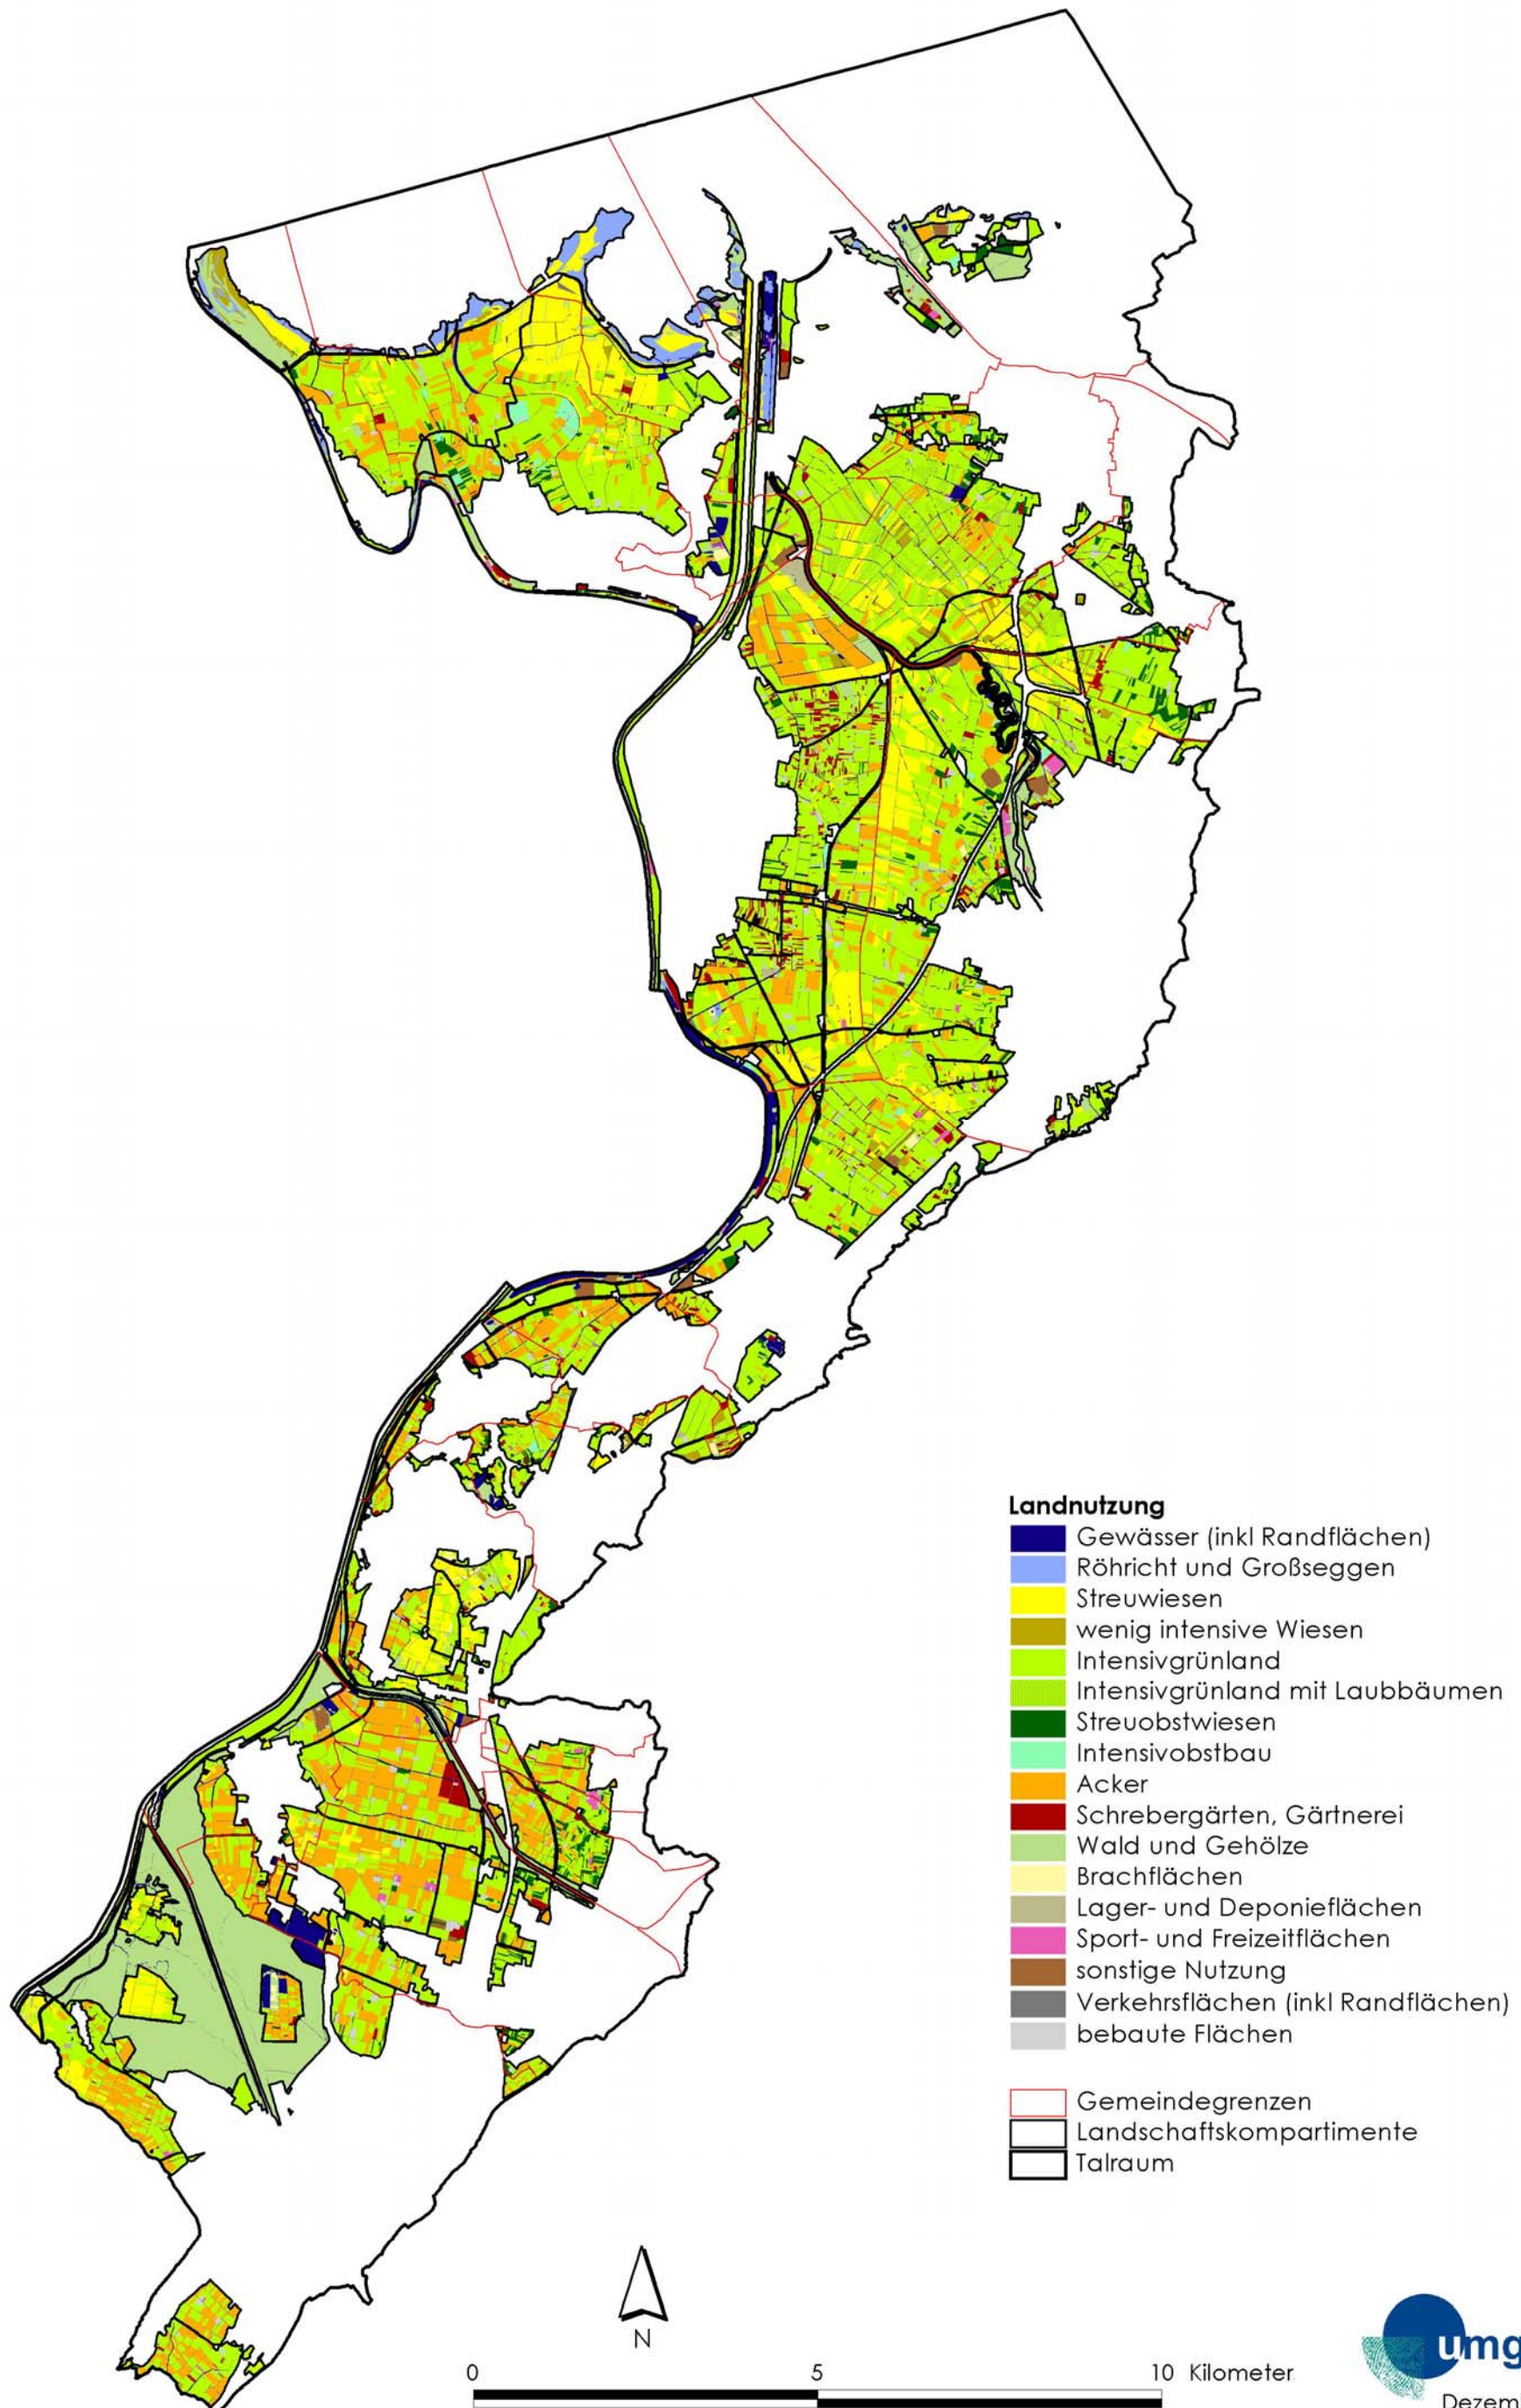 Landnutzung
Gewässer (inkl Randflächen)
Röhricht und Großseggen
Streuwiesen
wenig intensive Wiesen
Intensivgrünland
Intensivgrünland mit Laubbäumen
Streuobstwiesen
Intensivobstbau
Acker
Schrebergärten, Gärtnerei
Wald und Gehölze
Brachflächen
Lager- und Deponieflächen
Sport- und Freizeitflächen
sonstige Nutzung
Verkehrsflächen (inkl Randflächen)
bebaute Flächen
Gemeindegrenzen
Landschaftskompartimente
Talraum
N
0 5 10 Kilometer
umg
Dezem